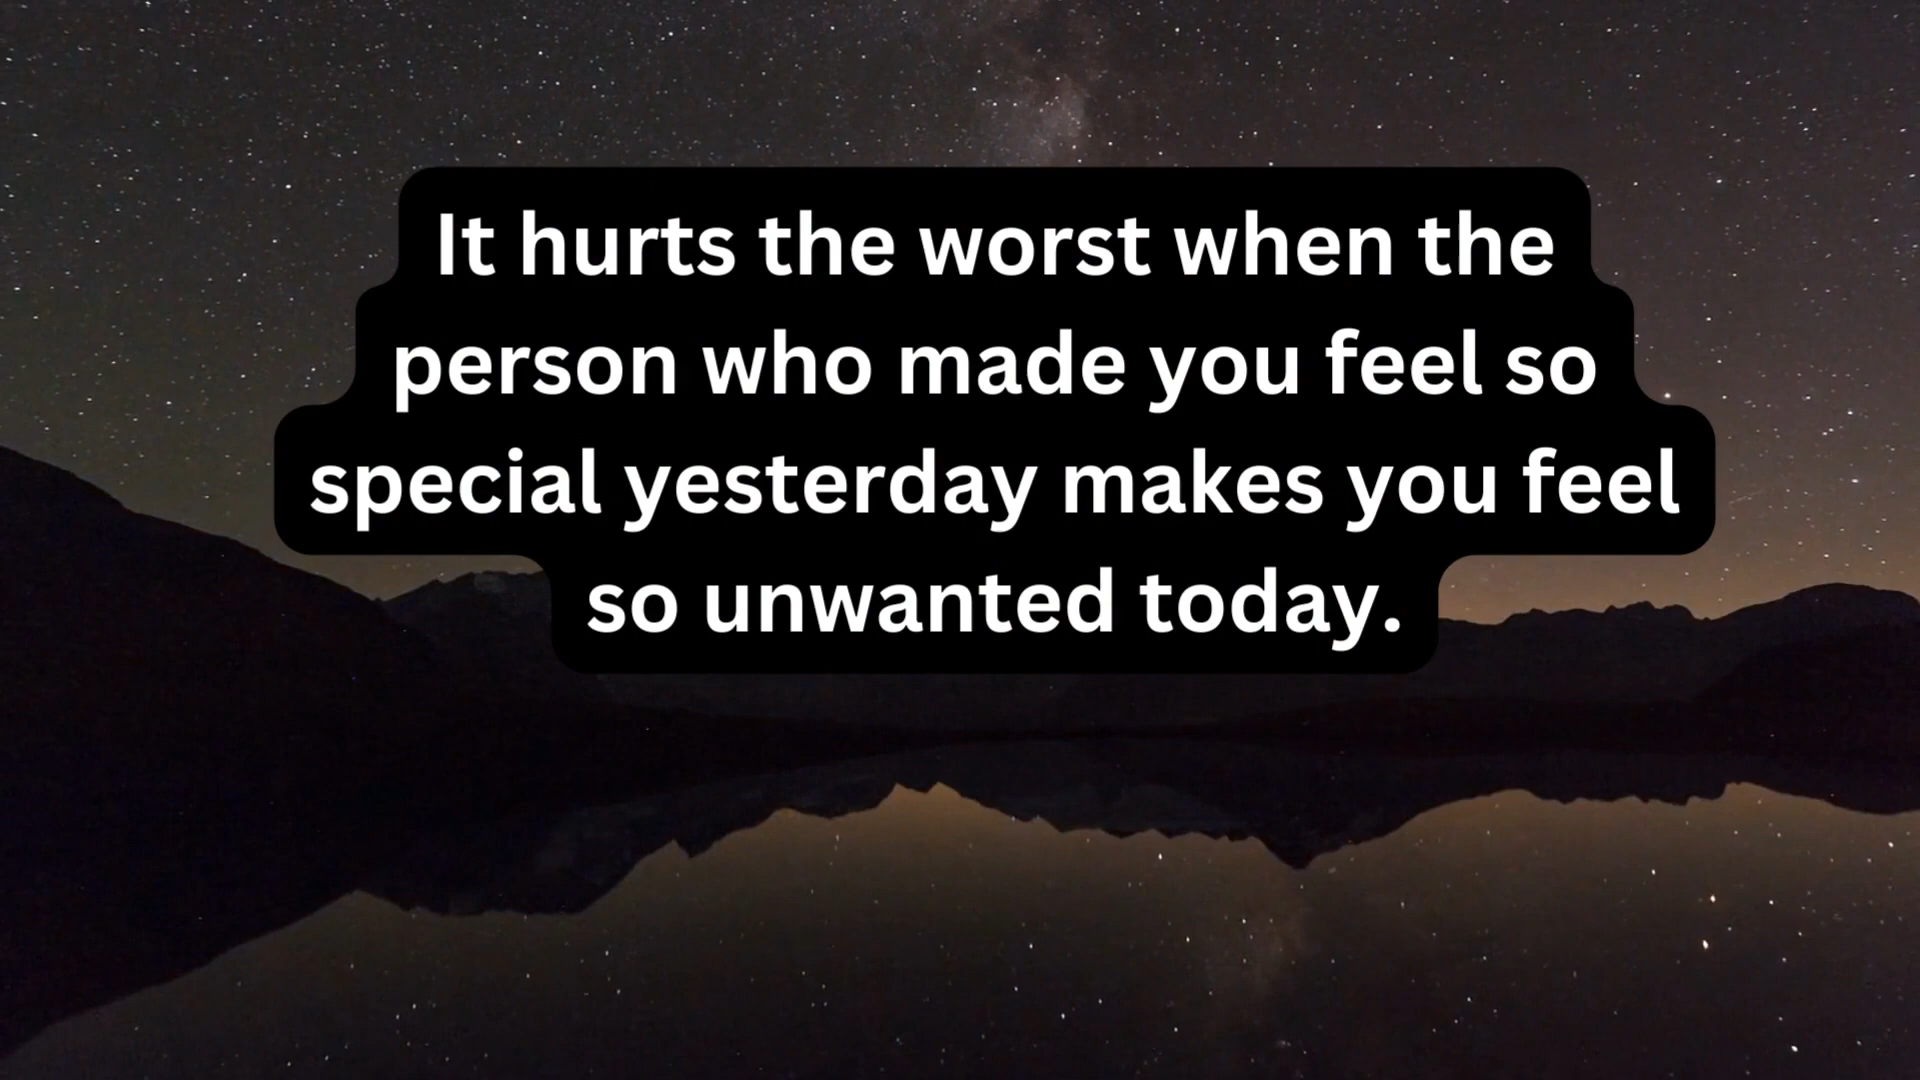 It hurts the worst when the
person who made you feel so
special yesterday makes you feel
so unwanted today.